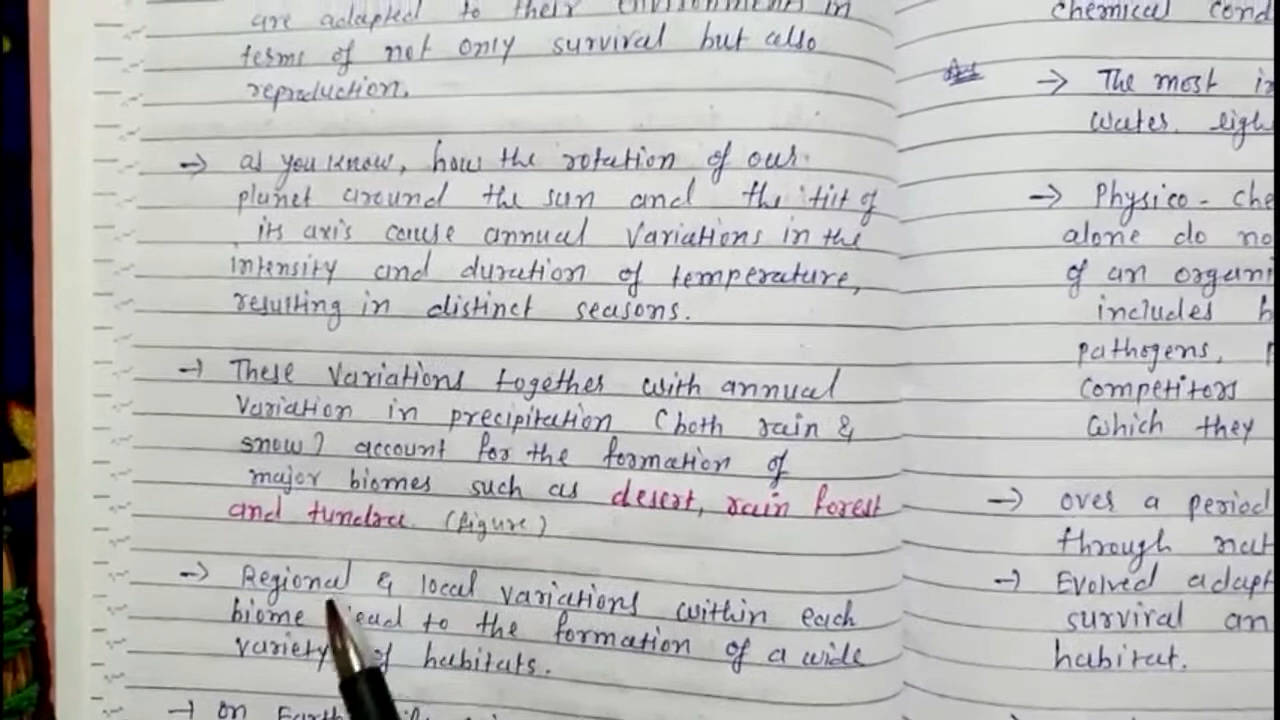 are adapted to their environment in
terms of not only survival but also
reproduction.
→ as you know, how the rotation of our
planet around the sun and the tilt of
its axis cause annual variations in the
intensity and duration of temperature,
resulting in distinct seasons.
→ These variations together with annual
variation in precipitation (both rain &
snow) account for the formation of
major biomes such as desert, rain forest
and tundra (figure)
→ Regional & local variations within each
biome lead to the formation of a wide
variety of habitats.
→ on Earth
chemical cond
→ The most i
water, ligh
→ Physico - che
alone do no
of an organi
includes h
pathogens,
competitors
which they
→ over a period
through nat
→ Evolved adapt
survival an
habitat.